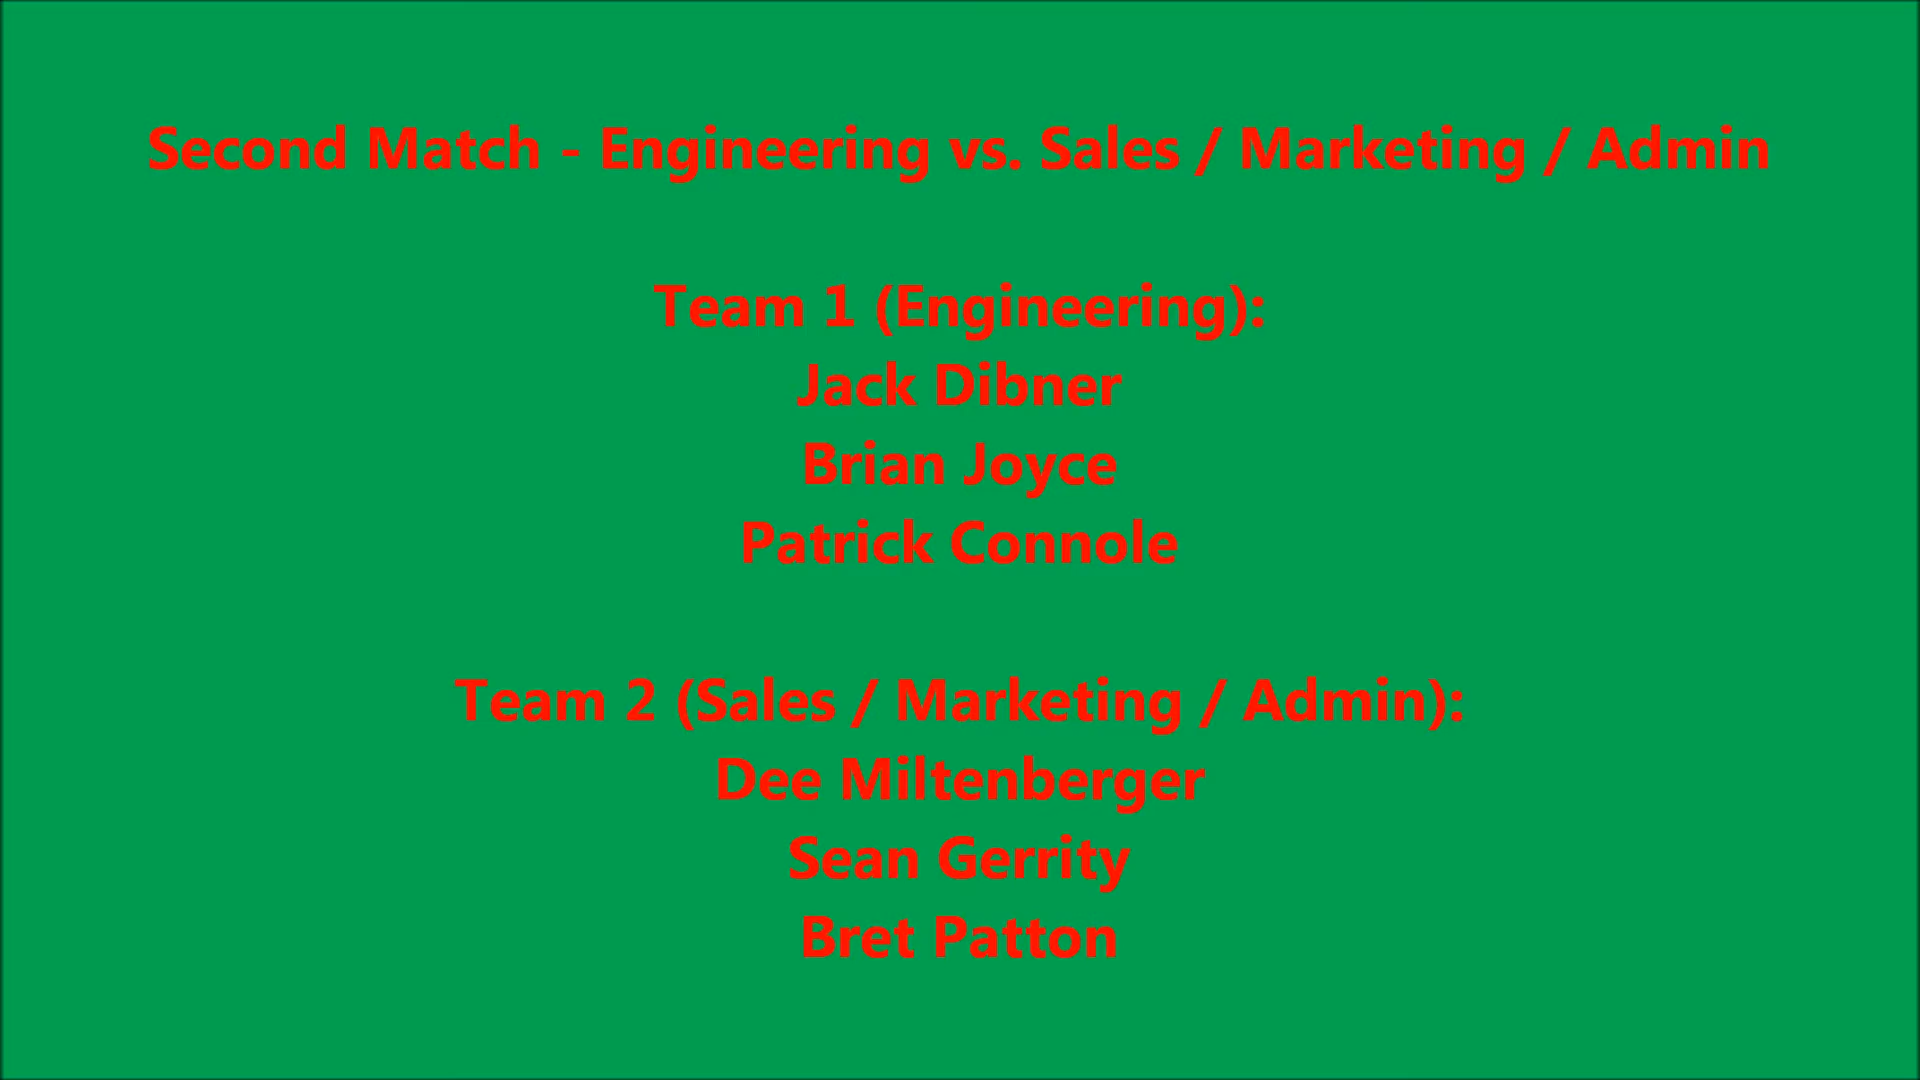 Second Match - Engineering vs. Sales / Marketing / Admin
Team 1 (Engineering):
Jack Dibner
Brian Joyce
Patrick Connole
Team 2 (Sales / Marketing / Admin):
Dee Miltenberger
Sean Gerrity
Bret Patton